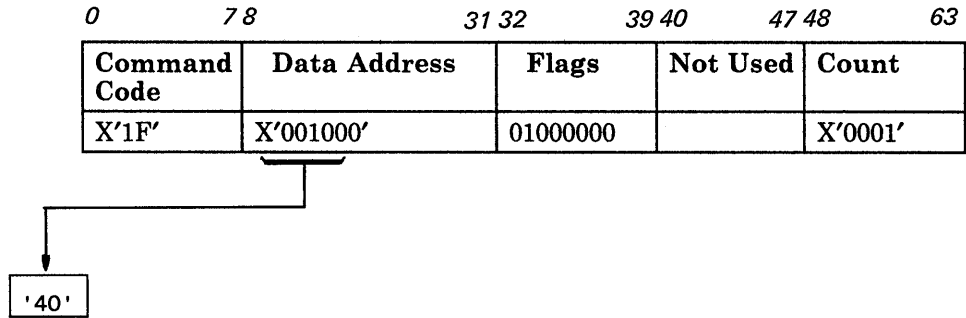 0 7 8 31 32 39 40 47 48 63
Command Code Data Address Flags Not Used Count
X′1F′ X′001000′ 01000000 X′0001′
'40'